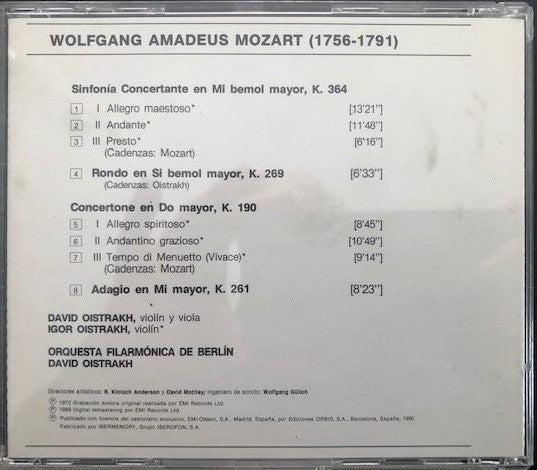 WOLFGANG AMADEUS MOZART (1756-1791)
Sinfonía Concertante en Mi bemol mayor, K. 364
1 I Allegro maestoso* [13'21"]
2 II Andante* [11'48"]
3 III Presto* [6'16"]
(Cadenzas: Mozart)
4 Rondo en Si bemol mayor, K. 269 [6'33"]
(Cadenzas: Oistrakh)
Concertone en Do mayor, K. 190
5 I Allegro spiritoso* [8'45"]
6 II Andantino grazioso* [10'49"]
7 III Tempo di Menuetto (Vivace)* [9'14"]
(Cadenzas: Mozart)
8 Adagio en Mi mayor, K. 261 [8'23"]
DAVID OISTRAKH, violín y viola
IGOR OISTRAKH, violín*
ORQUESTA FILARMÓNICA DE BERLÍN
DAVID OISTRAKH
Directores artísticos: R. Kinloch Anderson y David Mottley; Ingeniero de sonido: Wolfgang Gülich
Ⓟ 1972 Grabación sonora original realizada por EMI Records Ltd.
Ⓟ 1989 Digital remastering por EMI Records Ltd.
Ⓟ Publicado con licencia del cesionario exclusivo, EMI-Odeon, S.A., Madrid, España, por Ediciones ORBIS, S.A., Barcelona, España, 1990
Fabricado por IBERMEMORY, Grupo IBEROFON, S.A.